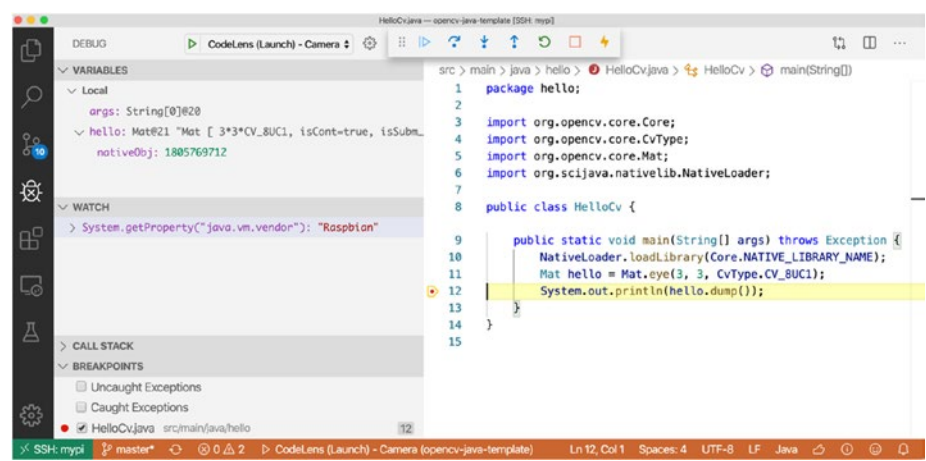 HelloCv.java — opencv-java-template [SSH: mypi]
DEBUG
CodeLens (Launch) - Camera
VARIABLES
Local
args: String[0]@20
hello: Mat@21 "Mat [ 3*3*CV_8UC1, isCont=true, isSubm…
nativeObj: 1805769712
WATCH
System.getProperty("java.vm.vendor"): "Raspbian"
CALL STACK
BREAKPOINTS
Uncaught Exceptions
Caught Exceptions
HelloCv.java src/main/java/hello 12
src > main > java > hello > HelloCv.java > HelloCv > main(String[])
1 package hello;
2
3 import org.opencv.core.Core;
4 import org.opencv.core.CvType;
5 import org.opencv.core.Mat;
6 import org.scijava.nativelib.NativeLoader;
7
8 public class HelloCv {
9 public static void main(String[] args) throws Exception {
10 NativeLoader.loadLibrary(Core.NATIVE_LIBRARY_NAME);
11 Mat hello = Mat.eye(3, 3, CvType.CV_8UC1);
12 System.out.println(hello.dump());
13 }
14 }
15
10
SSH: mypi master* 0 2 CodeLens (Launch) - Camera (opencv-java-template) Ln 12, Col 1 Spaces: 4 UTF-8 LF Java